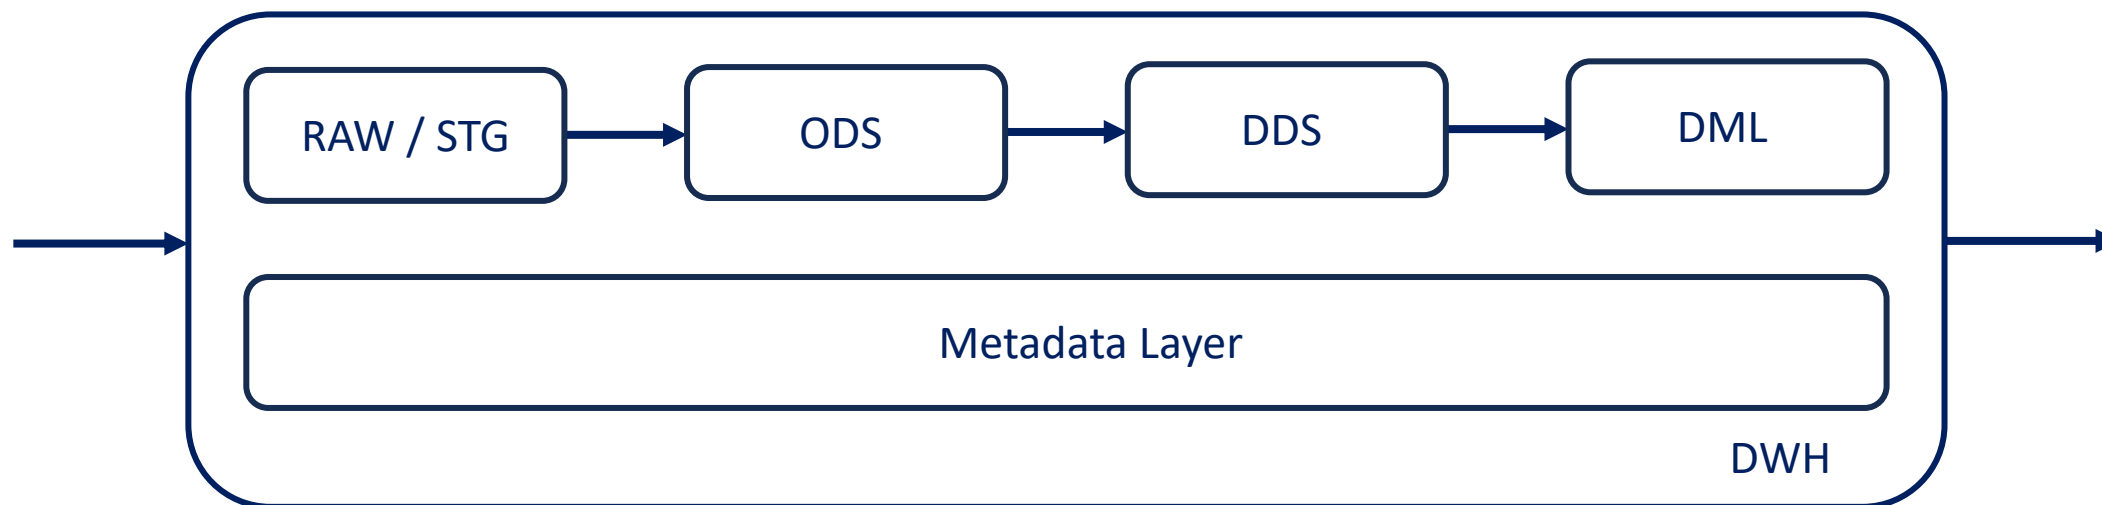 RAW / STG
ODS
DDS
DML
Metadata Layer
DWH